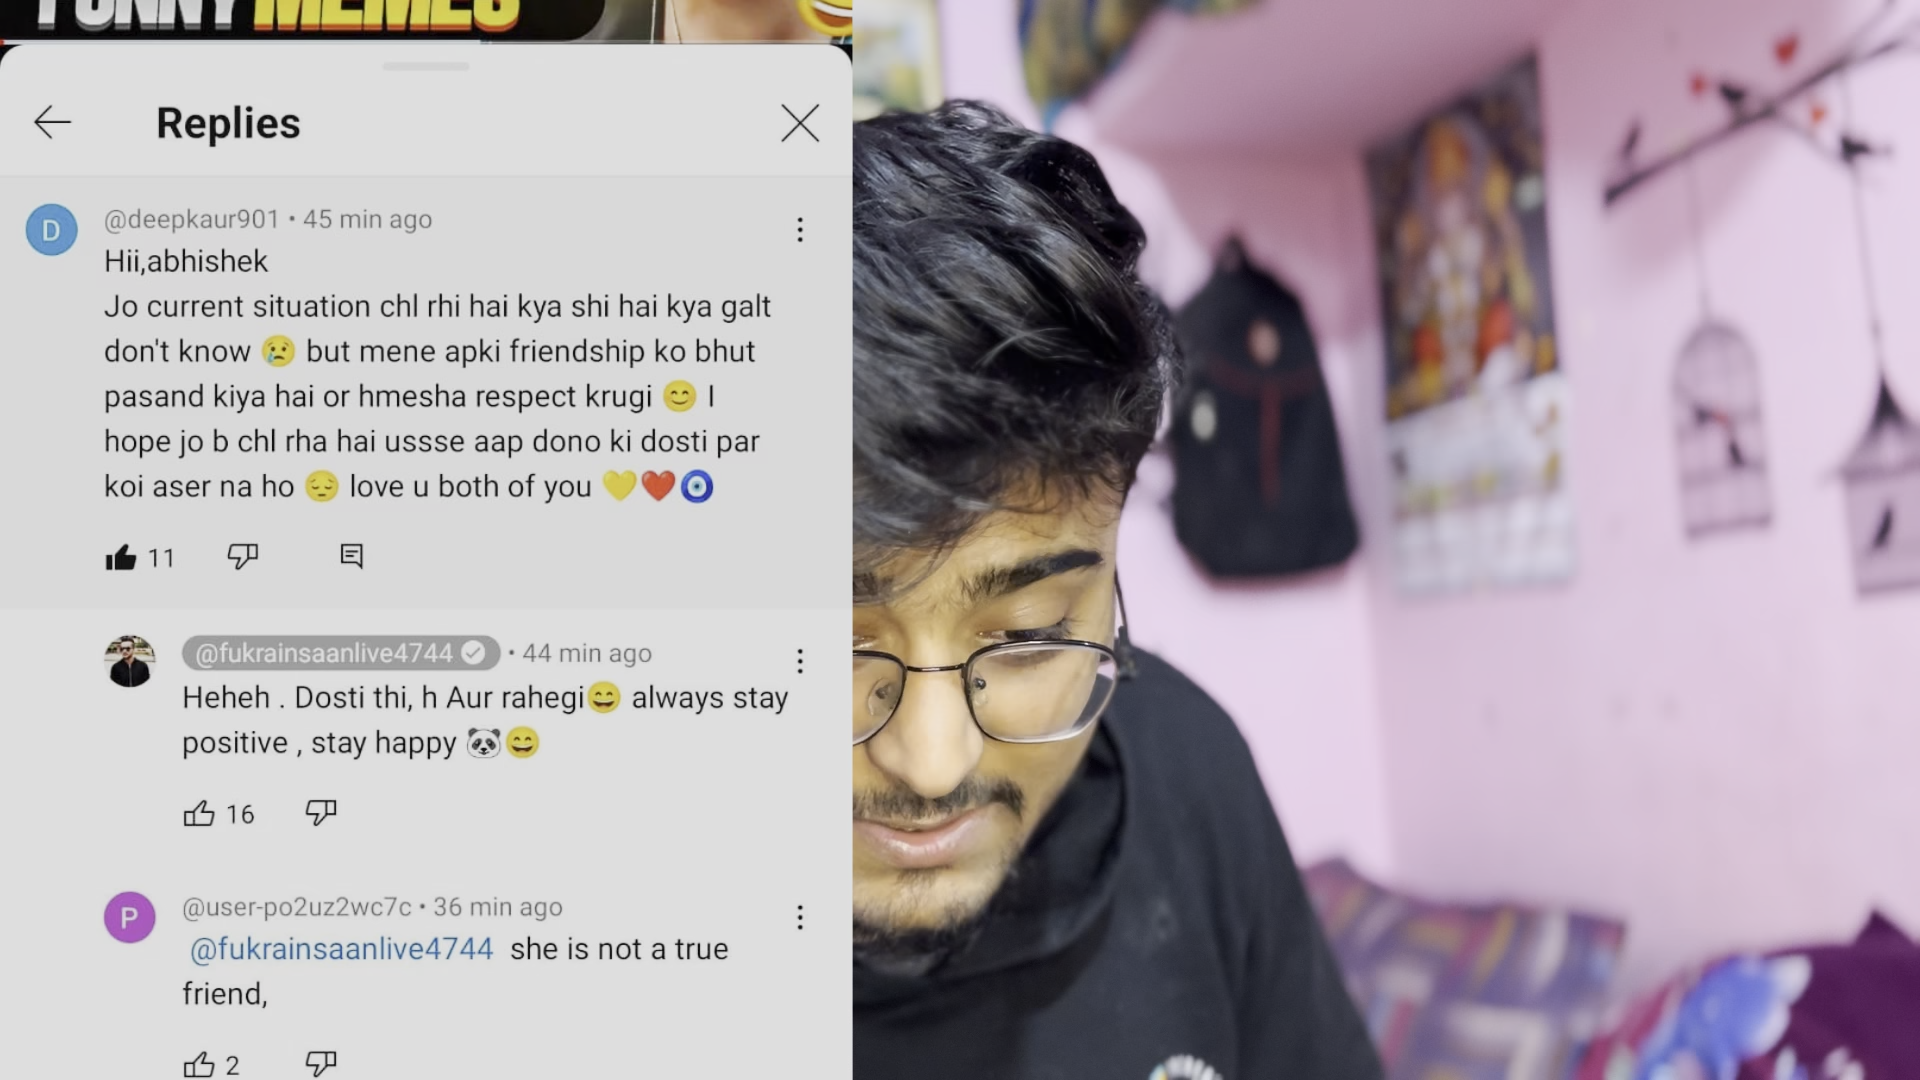 FUNNY MEMES
Replies
D
@deepkaur901 • 45 min ago
Hii,abhishek
Jo current situation chl rhi hai kya shi hai kya galt
don't know 😢 but mene apki friendship ko bhut
pasand kiya hai or hmesha respect krugi 😊 I
hope jo b chl rha hai ussse aap dono ki dosti par
koi aser na ho 😔 love u both of you 💛❤️🧿
11
@fukrainsaanlive4744 • 44 min ago
Heheh . Dosti thi, h Aur rahegi😄 always stay
positive , stay happy 🐼😄
16
P
@user-po2uz2wc7c • 36 min ago
@fukrainsaanlive4744 she is not a true
friend,
2